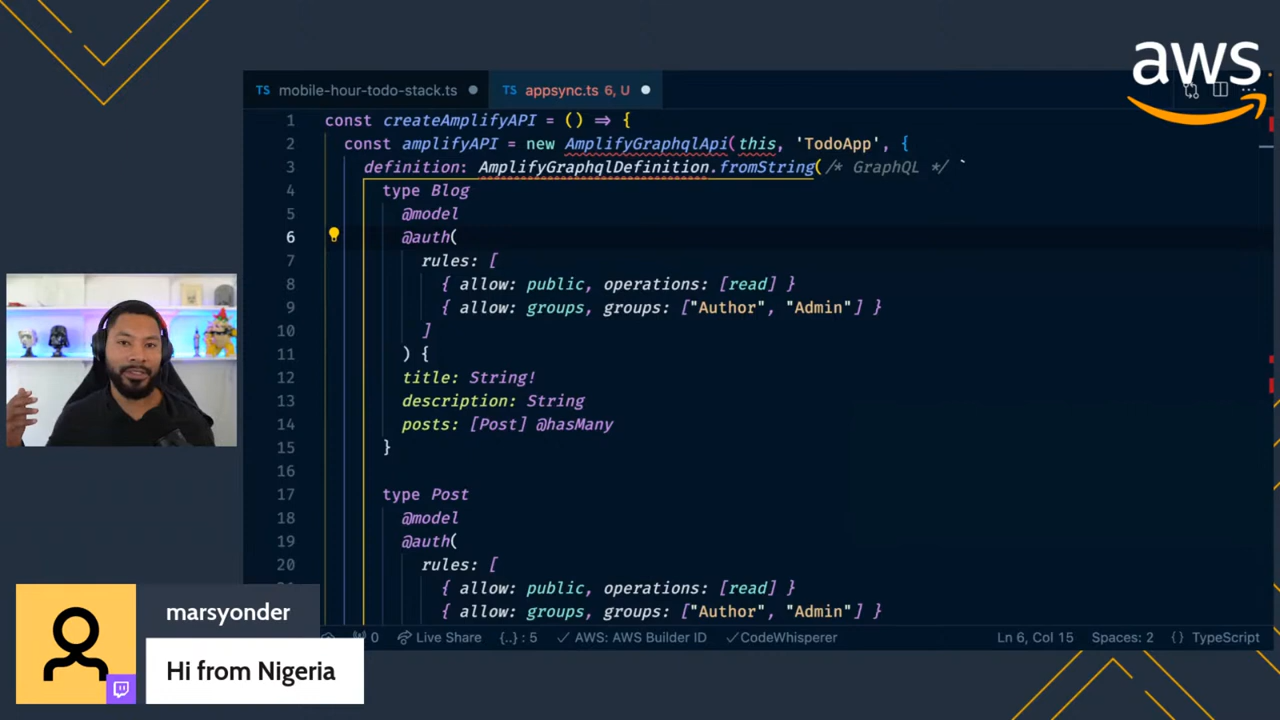 aws
TS mobile-hour-todo-stack.ts
TS appsync.ts 6, U
1 const createAmplifyAPI = () ⇒ {
2 const amplifyAPI = new AmplifyGraphqlApi(this, 'TodoApp', {
3 definition: AmplifyGraphqlDefinition.fromString(/* GraphQL */ `
4 type Blog
5 @model
6 @auth(
7 rules: [
8 { allow: public, operations: [read] }
9 { allow: groups, groups: ["Author", "Admin"] }
10 ]
11 ) {
12 title: String!
13 description: String
14 posts: [Post] @hasMany
15 }
16
17 type Post
18 @model
19 @auth(
20 rules: [
{ allow: public, operations: [read] }
{ allow: groups, groups: ["Author", "Admin"] }
0 Live Share {..} : 5 ✓ AWS: AWS Builder ID ✓CodeWhisperer Ln 6, Col 15 Spaces: 2 {} TypeScript
marsyonder
Hi from Nigeria